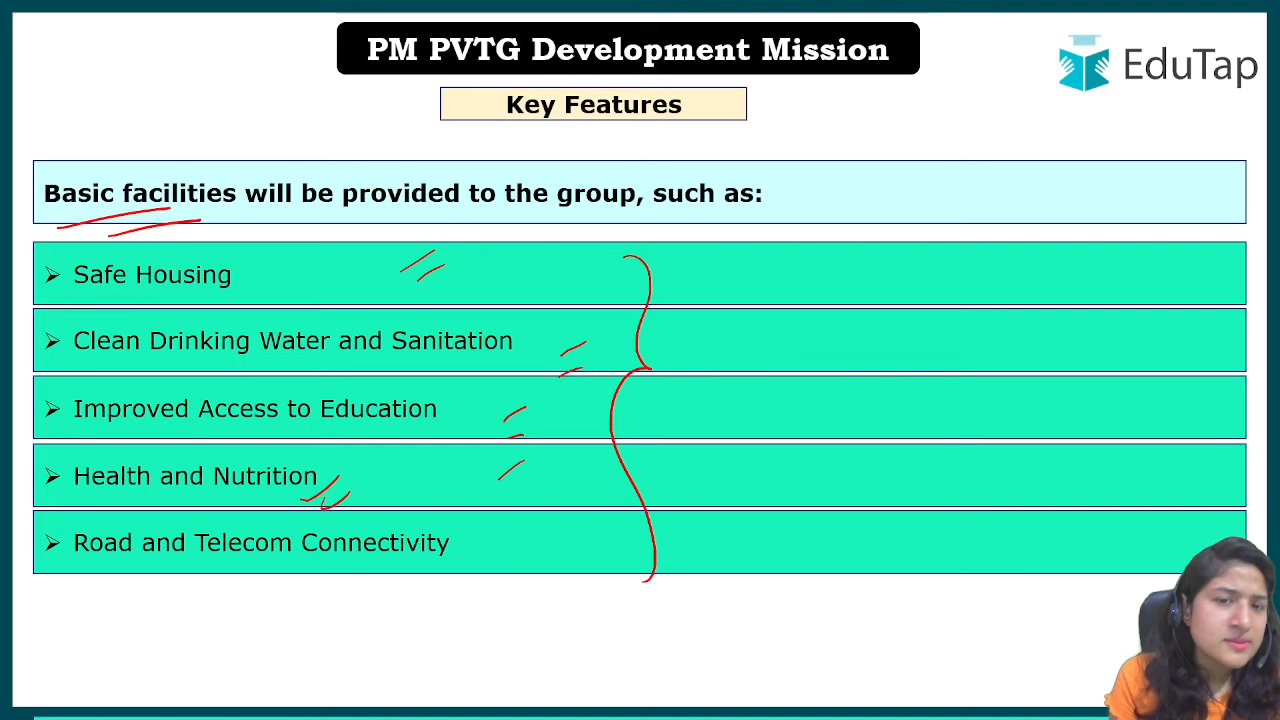 PM PVTG Development Mission
EduTap
Key Features
Basic facilities will be provided to the group, such as:
➢ Safe Housing
➢ Clean Drinking Water and Sanitation
➢ Improved Access to Education
➢ Health and Nutrition
➢ Road and Telecom Connectivity